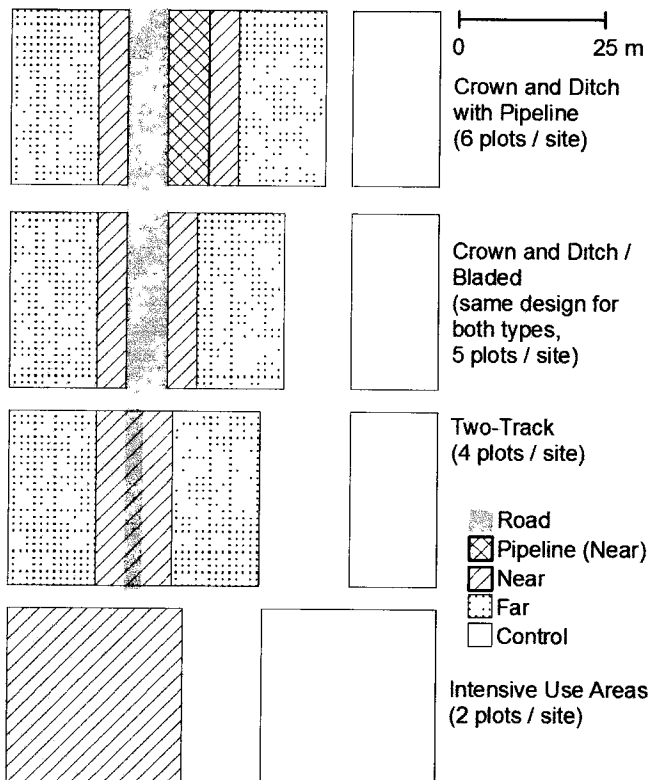 0 25 m
Crown and Ditch
with Pipeline
(6 plots / site)
Crown and Ditch /
Bladed
(same design for
both types,
5 plots / site)
Two-Track
(4 plots / site)
Road
Pipeline (Near)
Near
Far
Control
Intensive Use Areas
(2 plots / site)